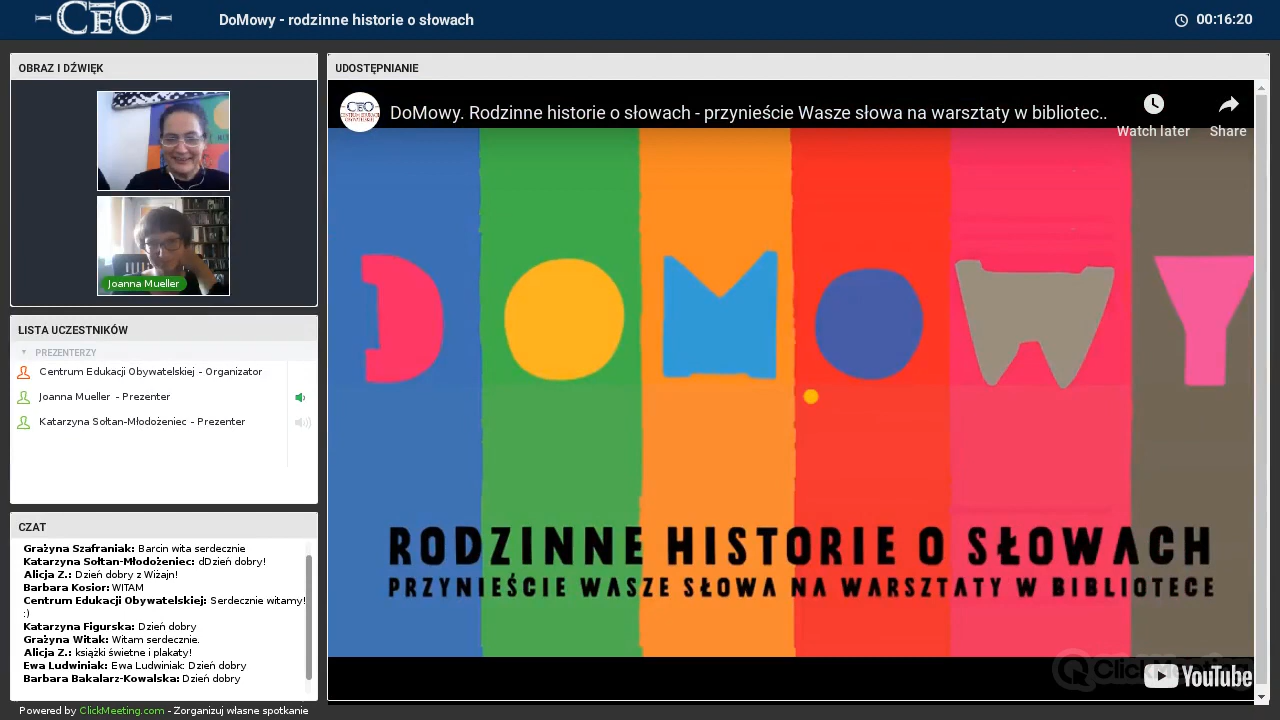 CEO
DoMowy - rodzinne historie o słowach
00:16:20
OBRAZ I DŹWIĘK
Joanna Mueller
LISTA UCZESTNIKÓW
PREZENTERZY
Centrum Edukacji Obywatelskiej - Organizator
Joanna Mueller - Prezenter
Katarzyna Sołtan-Młodożeniec - Prezenter
CZAT
Grażyna Szafraniak: Barcin wita serdecznie
Katarzyna Sołtan-Młodożeniec: dDzień dobry!
Alicja Z.: Dzień dobry z Wiżajn!
Barbara Kosior: WITAM
Centrum Edukacji Obywatelskiej: Serdecznie witamy!
:)
Katarzyna Figurska: Dzień dobry
Grażyna Witak: Witam serdecznie.
Alicja Z.: książki świetne i plakaty!
Ewa Ludwiniak: Ewa Ludwiniak: Dzień dobry
Barbara Bakalarz-Kowalska: Dzień dobry
Powered by ClickMeeting.com - Zorganizuj własne spotkanie
UDOSTĘPNIANIE
CEO
CENTRUM EDUKACJI
OBYWATELSKIEJ
DoMowy. Rodzinne historie o słowach - przynieście Wasze słowa na warsztaty w bibliotec..
Watch later
Share
DOMOWY
RODZINNE HISTORIE O SŁOWACH
PRZYNIEŚCIE WASZE SŁOWA NA WARSZTATY W BIBLIOTECE
ClickMeeting
YouTube